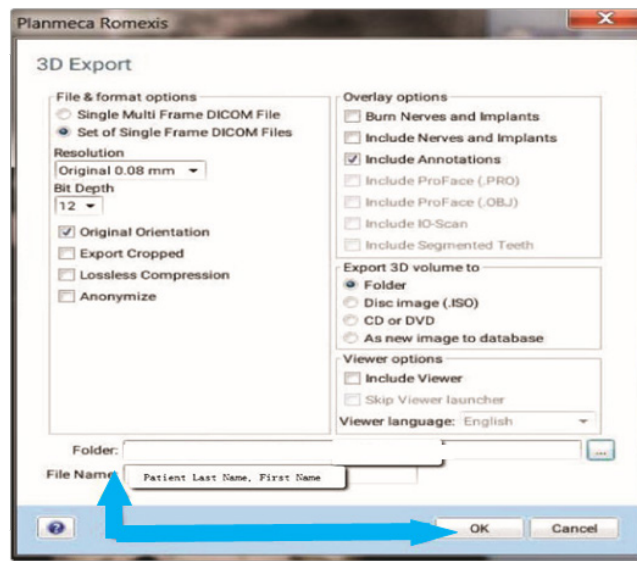 Planmeca Romexis
3D Export
File & format options
Single Multi Frame DICOM File
Set of Single Frame DICOM Files
Resolution
Original 0.08 mm
Bit Depth
12
Original Orientation
Export Cropped
Lossless Compression
Anonymize
Overlay options
Burn Nerves and Implants
Include Nerves and Implants
Include Annotations
Include ProFace (.PRO)
Include ProFace (.OBJ)
Include IO-Scan
Include Segmented Teeth
Export 3D volume to
Folder
Disc image (.ISO)
CD or DVD
As new image to database
Viewer options
Include Viewer
Skip Viewer launcher
Viewer language: English
Folder: ...
File Name: Patient Last Name, First Name
? OK Cancel